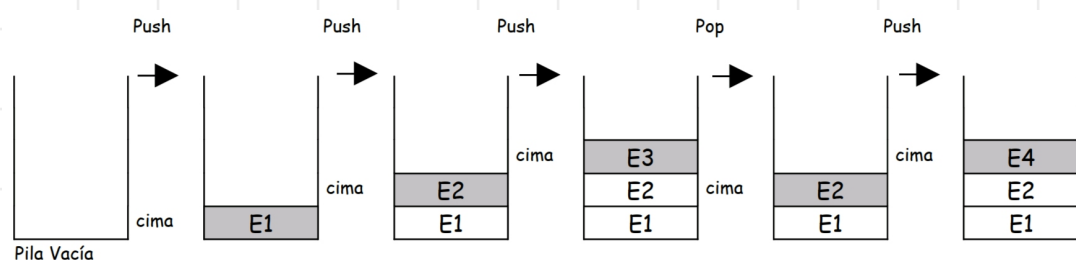 Push Push Push Pop Push
cima E3 cima E4
cima E2 E2 cima E2 E2
cima E1 E1 E1 E1 E1
Pila Vacía